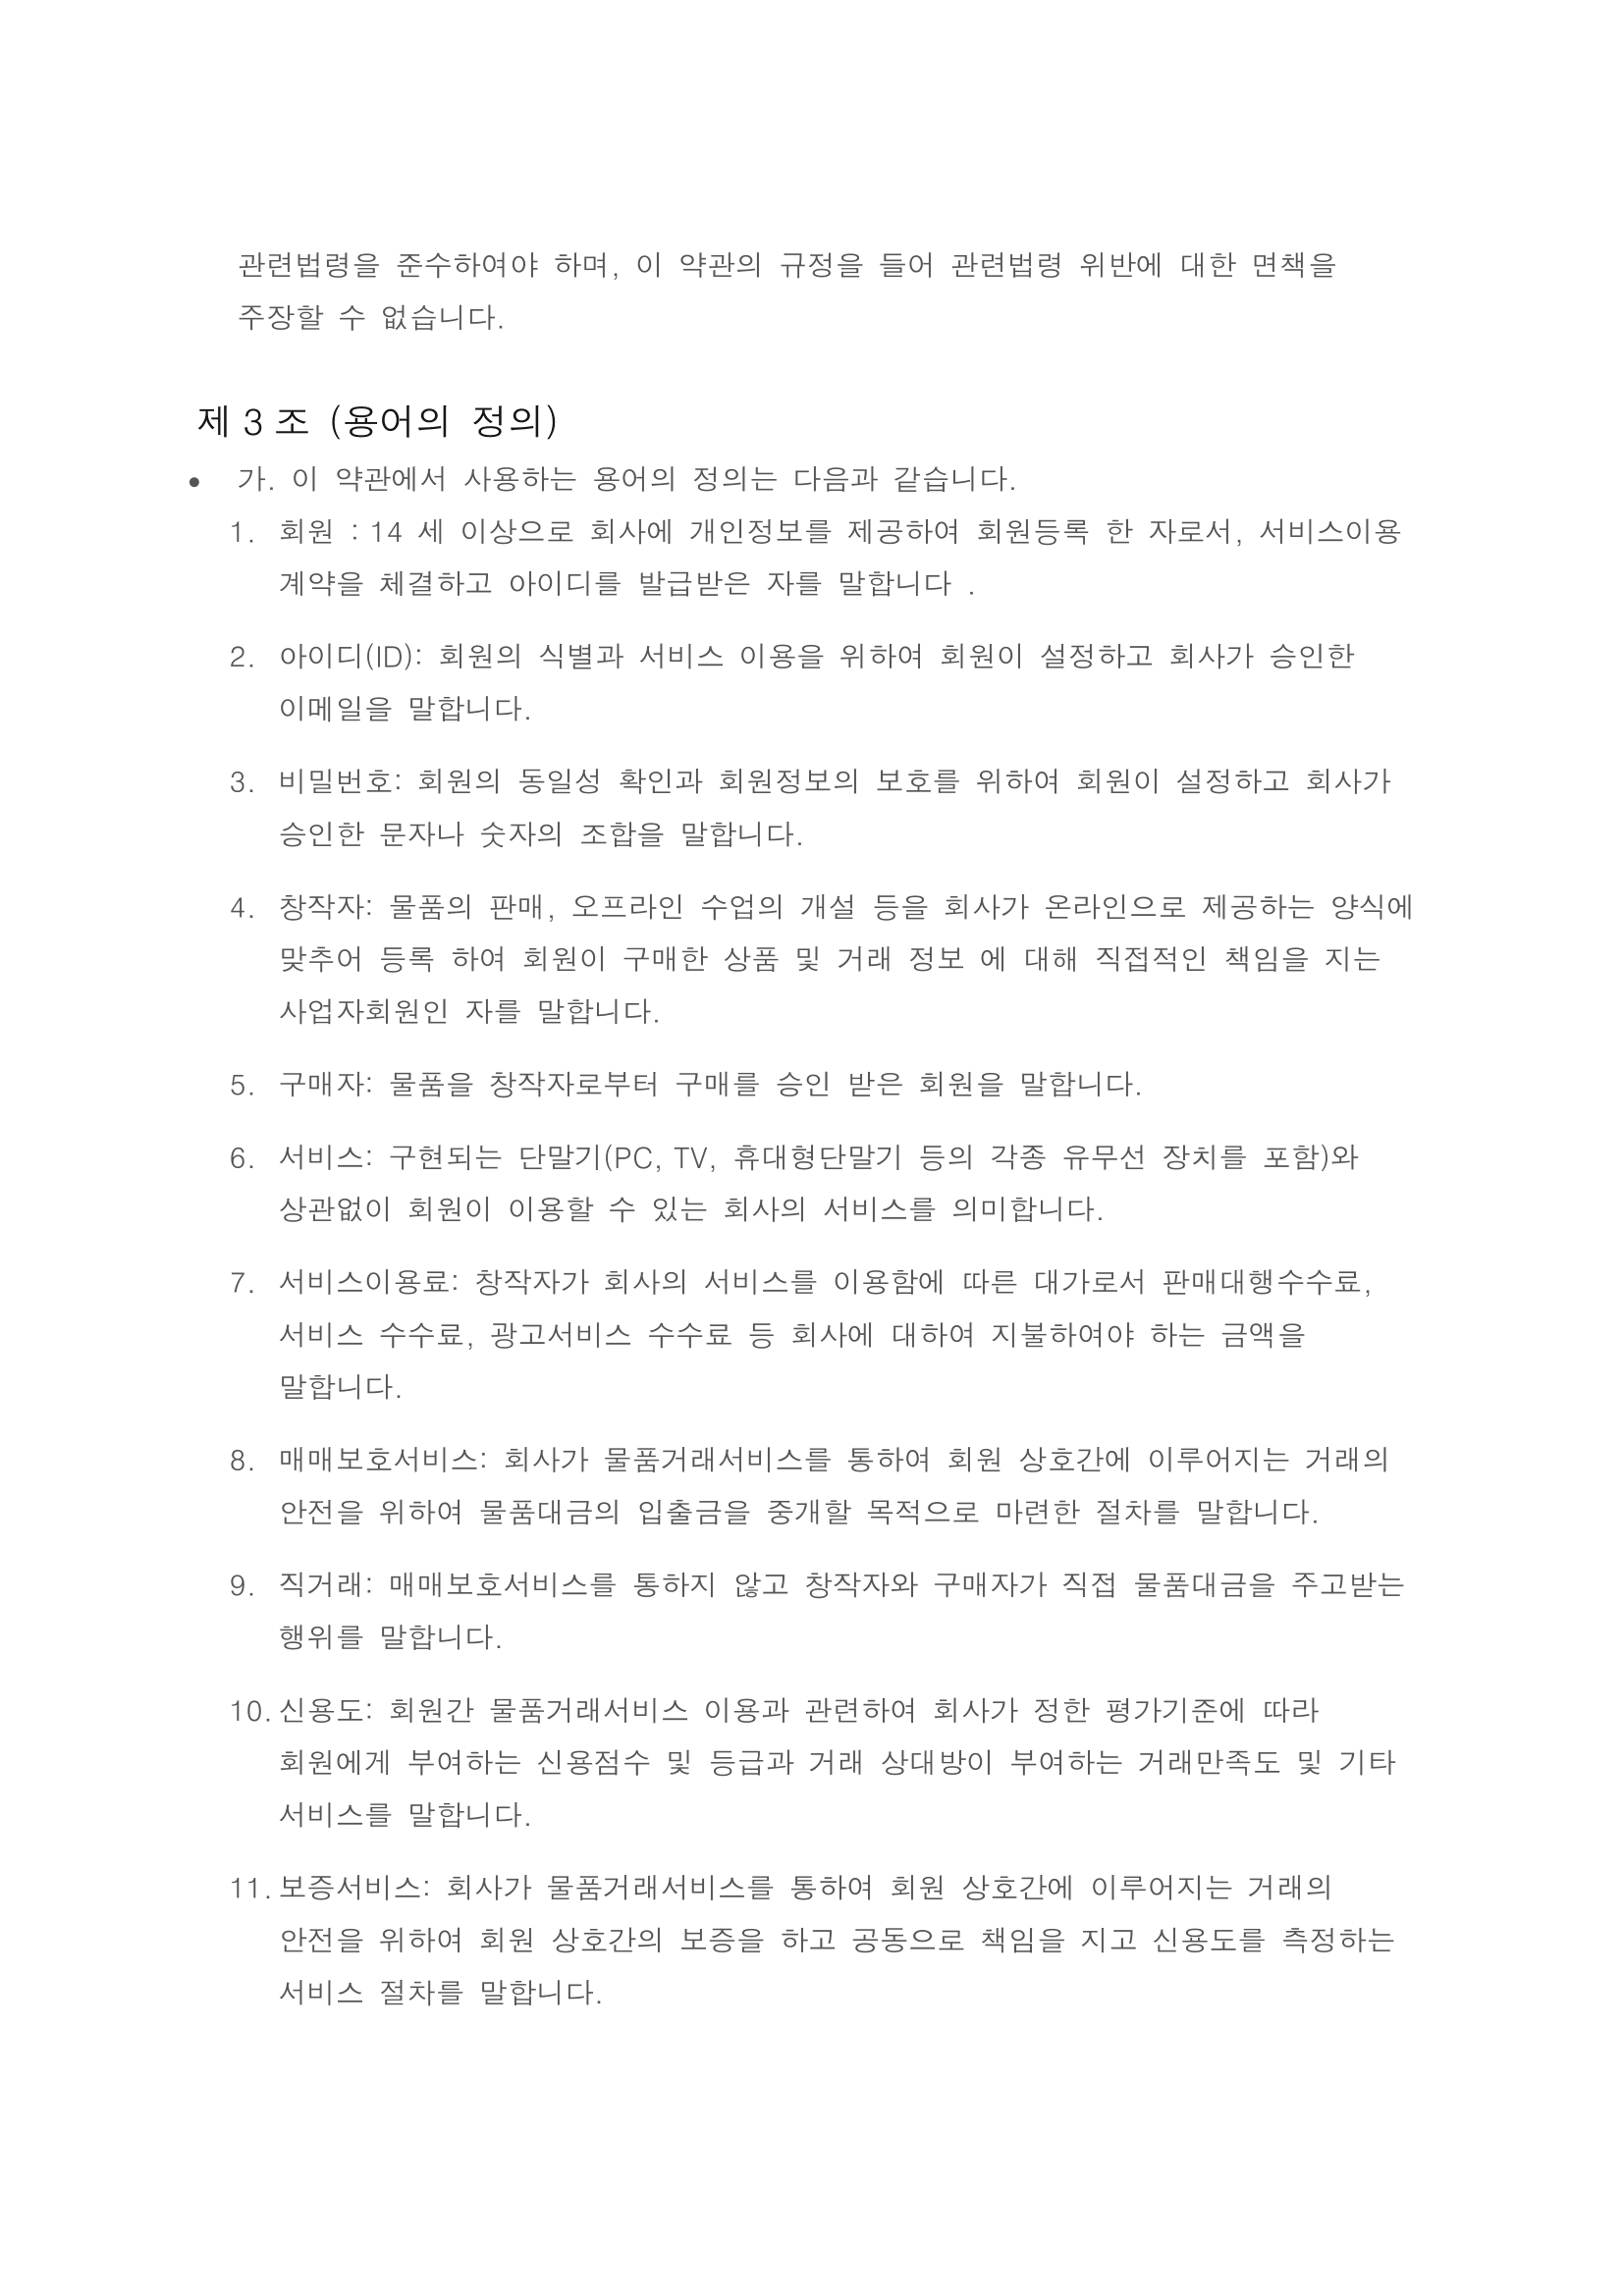 관련법령을 준수하여야 하며, 이 약관의 규정을 들어 관련법령 위반에 대한 면책을
주장할 수 없습니다.
제 3 조 (용어의 정의)
• 가. 이 약관에서 사용하는 용어의 정의는 다음과 같습니다.
1. 회원 : 14 세 이상으로 회사에 개인정보를 제공하여 회원등록 한 자로서, 서비스이용
계약을 체결하고 아이디를 발급받은 자를 말합니다 .
2. 아이디(ID): 회원의 식별과 서비스 이용을 위하여 회원이 설정하고 회사가 승인한
이메일을 말합니다.
3. 비밀번호: 회원의 동일성 확인과 회원정보의 보호를 위하여 회원이 설정하고 회사가
승인한 문자나 숫자의 조합을 말합니다.
4. 창작자: 물품의 판매, 오프라인 수업의 개설 등을 회사가 온라인으로 제공하는 양식에
맞추어 등록 하여 회원이 구매한 상품 및 거래 정보 에 대해 직접적인 책임을 지는
사업자회원인 자를 말합니다.
5. 구매자: 물품을 창작자로부터 구매를 승인 받은 회원을 말합니다.
6. 서비스: 구현되는 단말기(PC, TV, 휴대형단말기 등의 각종 유무선 장치를 포함)와
상관없이 회원이 이용할 수 있는 회사의 서비스를 의미합니다.
7. 서비스이용료: 창작자가 회사의 서비스를 이용함에 따른 대가로서 판매대행수수료,
서비스 수수료, 광고서비스 수수료 등 회사에 대하여 지불하여야 하는 금액을
말합니다.
8. 매매보호서비스: 회사가 물품거래서비스를 통하여 회원 상호간에 이루어지는 거래의
안전을 위하여 물품대금의 입출금을 중개할 목적으로 마련한 절차를 말합니다.
9. 직거래: 매매보호서비스를 통하지 않고 창작자와 구매자가 직접 물품대금을 주고받는
행위를 말합니다.
10. 신용도: 회원간 물품거래서비스 이용과 관련하여 회사가 정한 평가기준에 따라
회원에게 부여하는 신용점수 및 등급과 거래 상대방이 부여하는 거래만족도 및 기타
서비스를 말합니다.
11. 보증서비스: 회사가 물품거래서비스를 통하여 회원 상호간에 이루어지는 거래의
안전을 위하여 회원 상호간의 보증을 하고 공동으로 책임을 지고 신용도를 측정하는
서비스 절차를 말합니다.